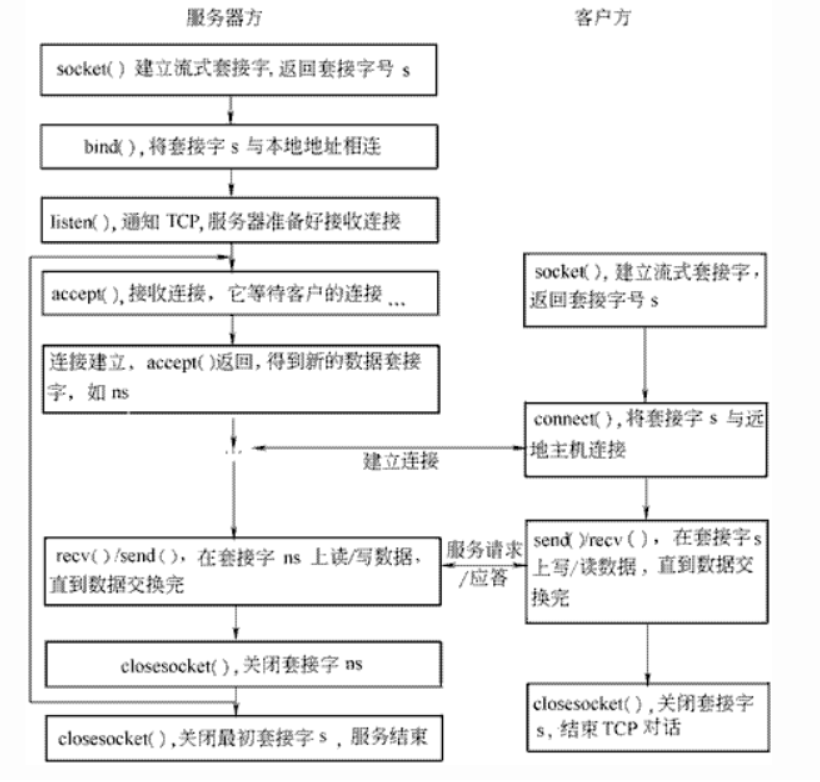 服务器方
客户方
socket() 建立流式套接字,返回套接字号 s
bind(),将套接字 s 与本地地址相连
listen(),通知 TCP,服务器准备好接收连接
accept(),接收连接，它等待客户的连接 ...
连接建立，accept()返回,得到新的数据套接
字，如 ns
...
recv()/send()，在套接字 ns 上读/写数据，
直到数据交换完
closesocket(),关闭套接字 ns
closesocket(),关闭最初套接字 s ，服务结束
建立连接
服务请求
/应答
socket(),建立流式套接字，
返回套接字号 s
connect(),将套接字 s 与远
地主机连接
send()/recv()，在套接字 s
上写/读数据，直到数据交
换完
closesocket(),关闭套接字
s,结束 TCP 对话